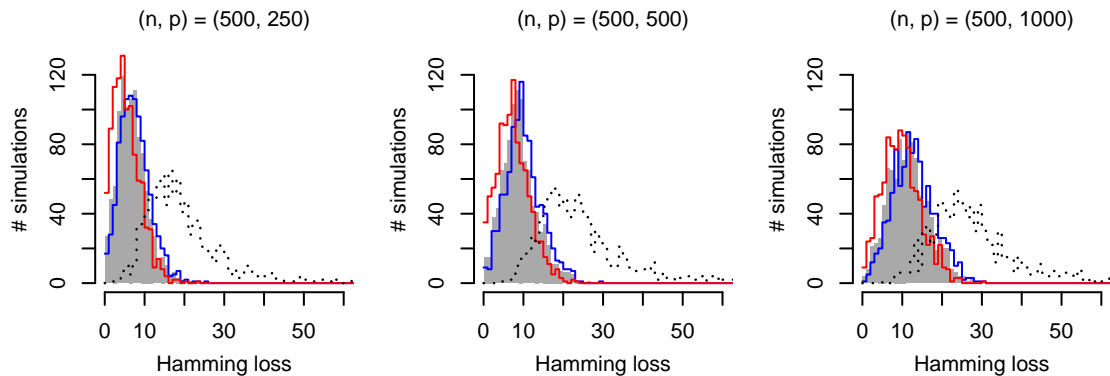 (n, p) = (500, 250)
# simulations
0 40 80 120
0 10 30 50
Hamming loss
(n, p) = (500, 500)
# simulations
0 40 80 120
0 10 30 50
Hamming loss
(n, p) = (500, 1000)
# simulations
0 40 80 120
0 10 30 50
Hamming loss